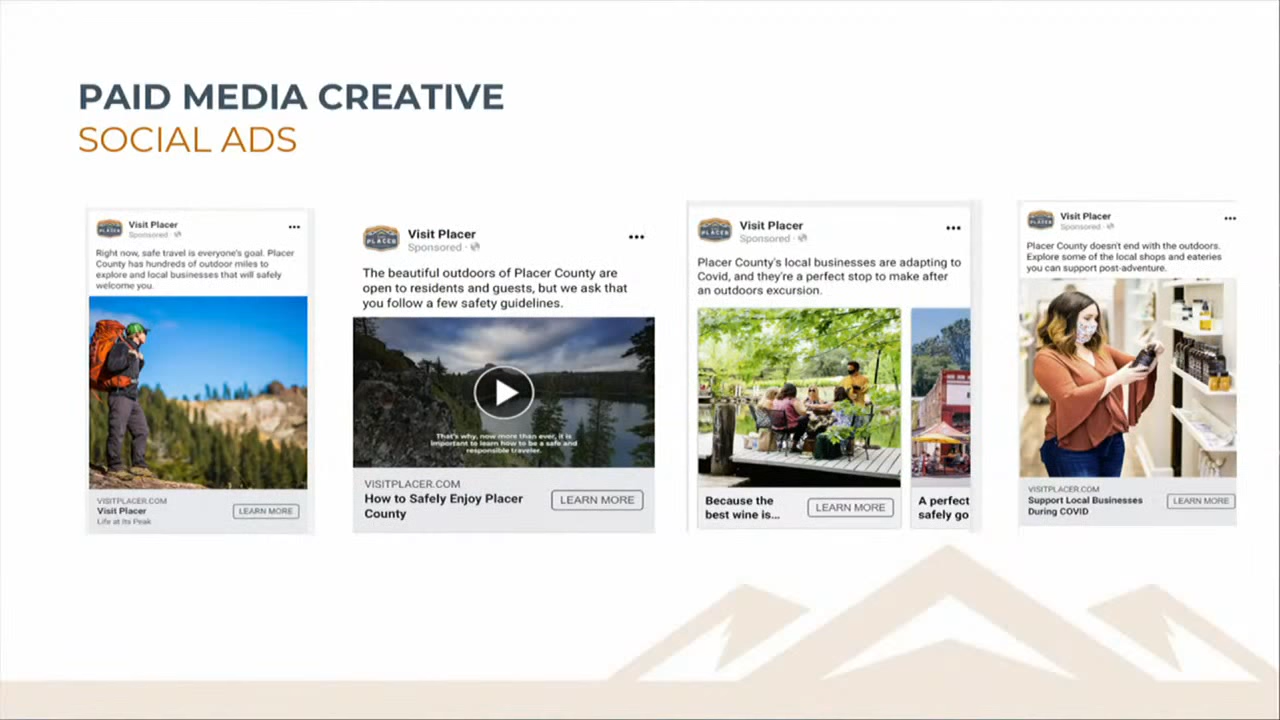 PAID MEDIA CREATIVE
SOCIAL ADS
Visit Placer
Sponsored ·
Right now, safe travel is everyone's goal. Placer
County has hundreds of outdoor miles to
explore and local businesses that will safely
welcome you.
VISITPLACER.COM
Visit Placer
Life at Its Peak
LEARN MORE
PLACER
Visit Placer
Sponsored ·
The beautiful outdoors of Placer County are
open to residents and guests, but we ask that
you follow a few safety guidelines.
That's why, now more than ever, it is
important to learn how to be a safe and
responsible traveler.
VISITPLACER.COM
How to Safely Enjoy Placer
County
LEARN MORE
PLACER
Visit Placer
Sponsored ·
Placer County's local businesses are adapting to
Covid, and they're a perfect stop to make after
an outdoors excursion.
Because the
best wine is...
LEARN MORE
A perfect
safely go
PLACER
Visit Placer
Sponsored ·
Placer County doesn't end with the outdoors.
Explore some of the local shops and eateries
you can support post-adventure.
VISITPLACER.COM
Support Local Businesses
During COVID
LEARN MORE